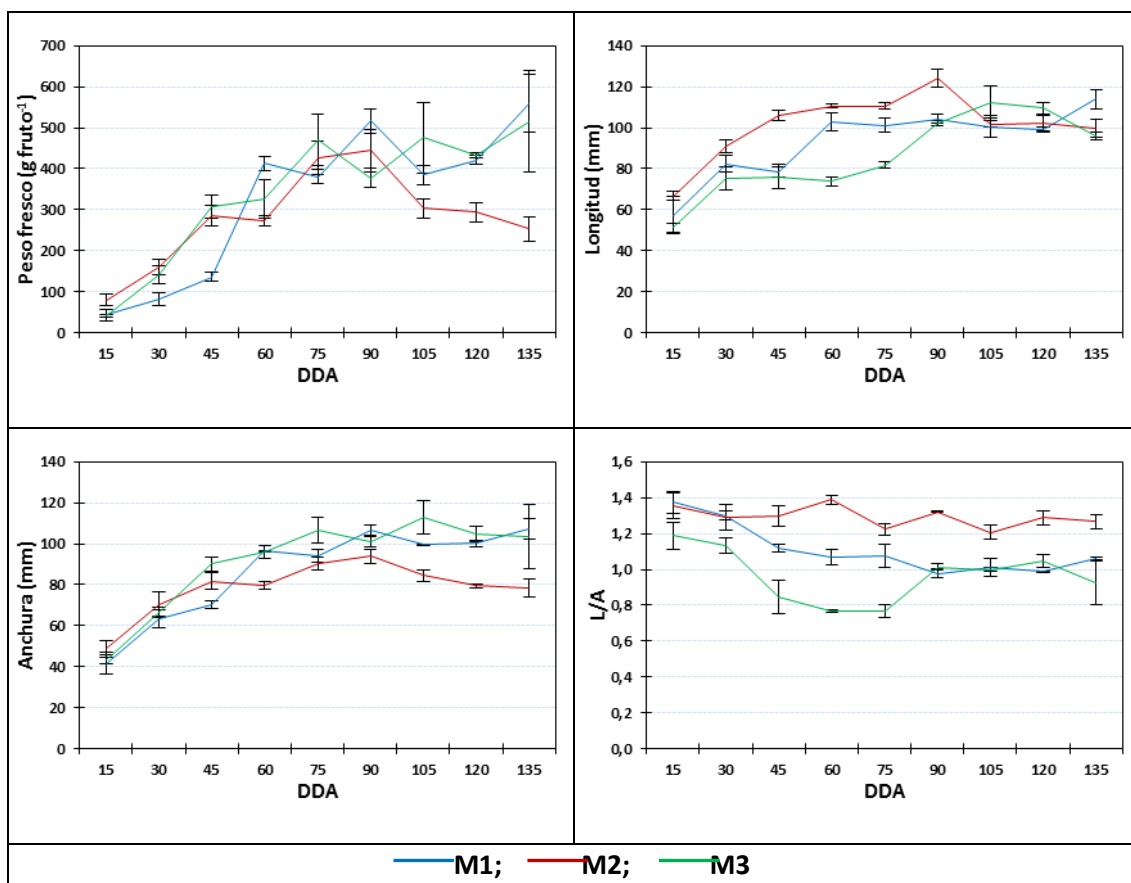 700
600
500
400
300
200
100
0
Peso fresco (g fruto⁻¹)
15 30 45 60 75 90 105 120 135
DDA
140
120
100
80
60
40
20
0
Longitud (mm)
15 30 45 60 75 90 105 120 135
DDA
140
120
100
80
60
40
20
0
Anchura (mm)
15 30 45 60 75 90 105 120 135
DDA
1,6
1,4
1,2
1,0
0,8
0,6
0,4
0,2
0,0
L/A
15 30 45 60 75 90 105 120 135
DDA
M1; M2; M3